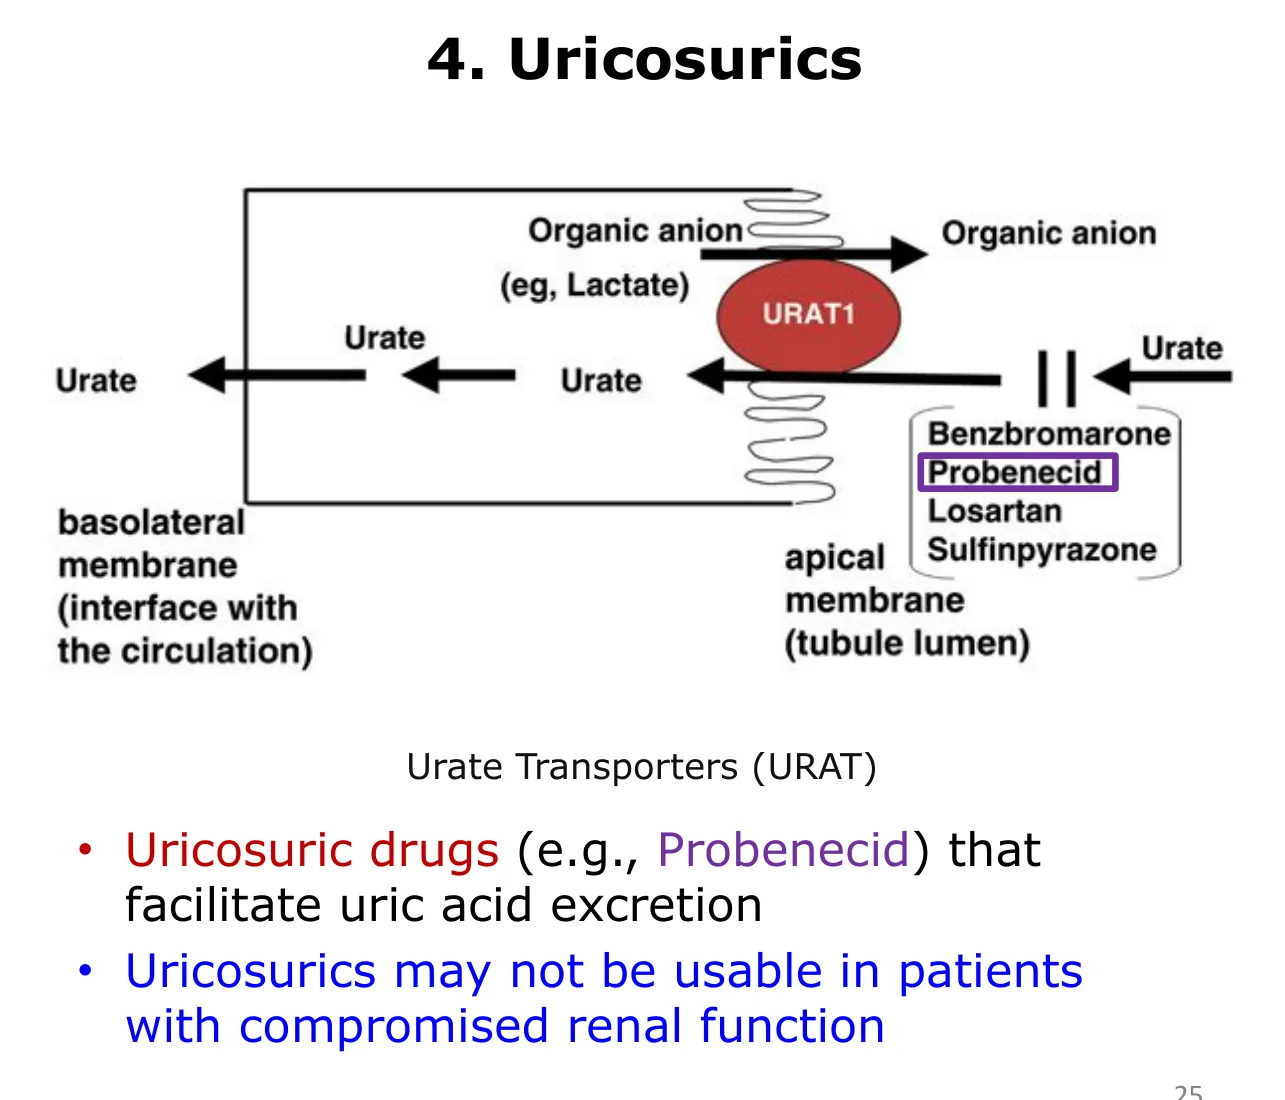 4. Uricosurics
Organic anion
Organic anion
(eg, Lactate)
URAT1
Urate
Urate
Urate
Urate
Benzbromarone
Probenecid
Losartan
Sulfinpyrazone
basolateral
membrane
(interface with
the circulation)
apical
membrane
(tubule lumen)
Urate Transporters (URAT)
• Uricosuric drugs (e.g., Probenecid) that
facilitate uric acid excretion
• Uricosurics may not be usable in patients
with compromised renal function
25